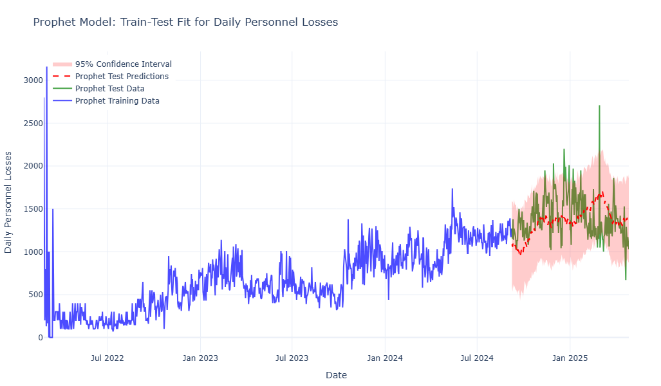 Prophet Model: Train-Test Fit for Daily Personnel Losses
95% Confidence Interval
Prophet Test Predictions
Prophet Test Data
Prophet Training Data
3000
2500
2000
1500
1000
500
0
Daily Personnel Losses
Jul 2022
Jan 2023
Jul 2023
Jan 2024
Jul 2024
Jan 2025
Date